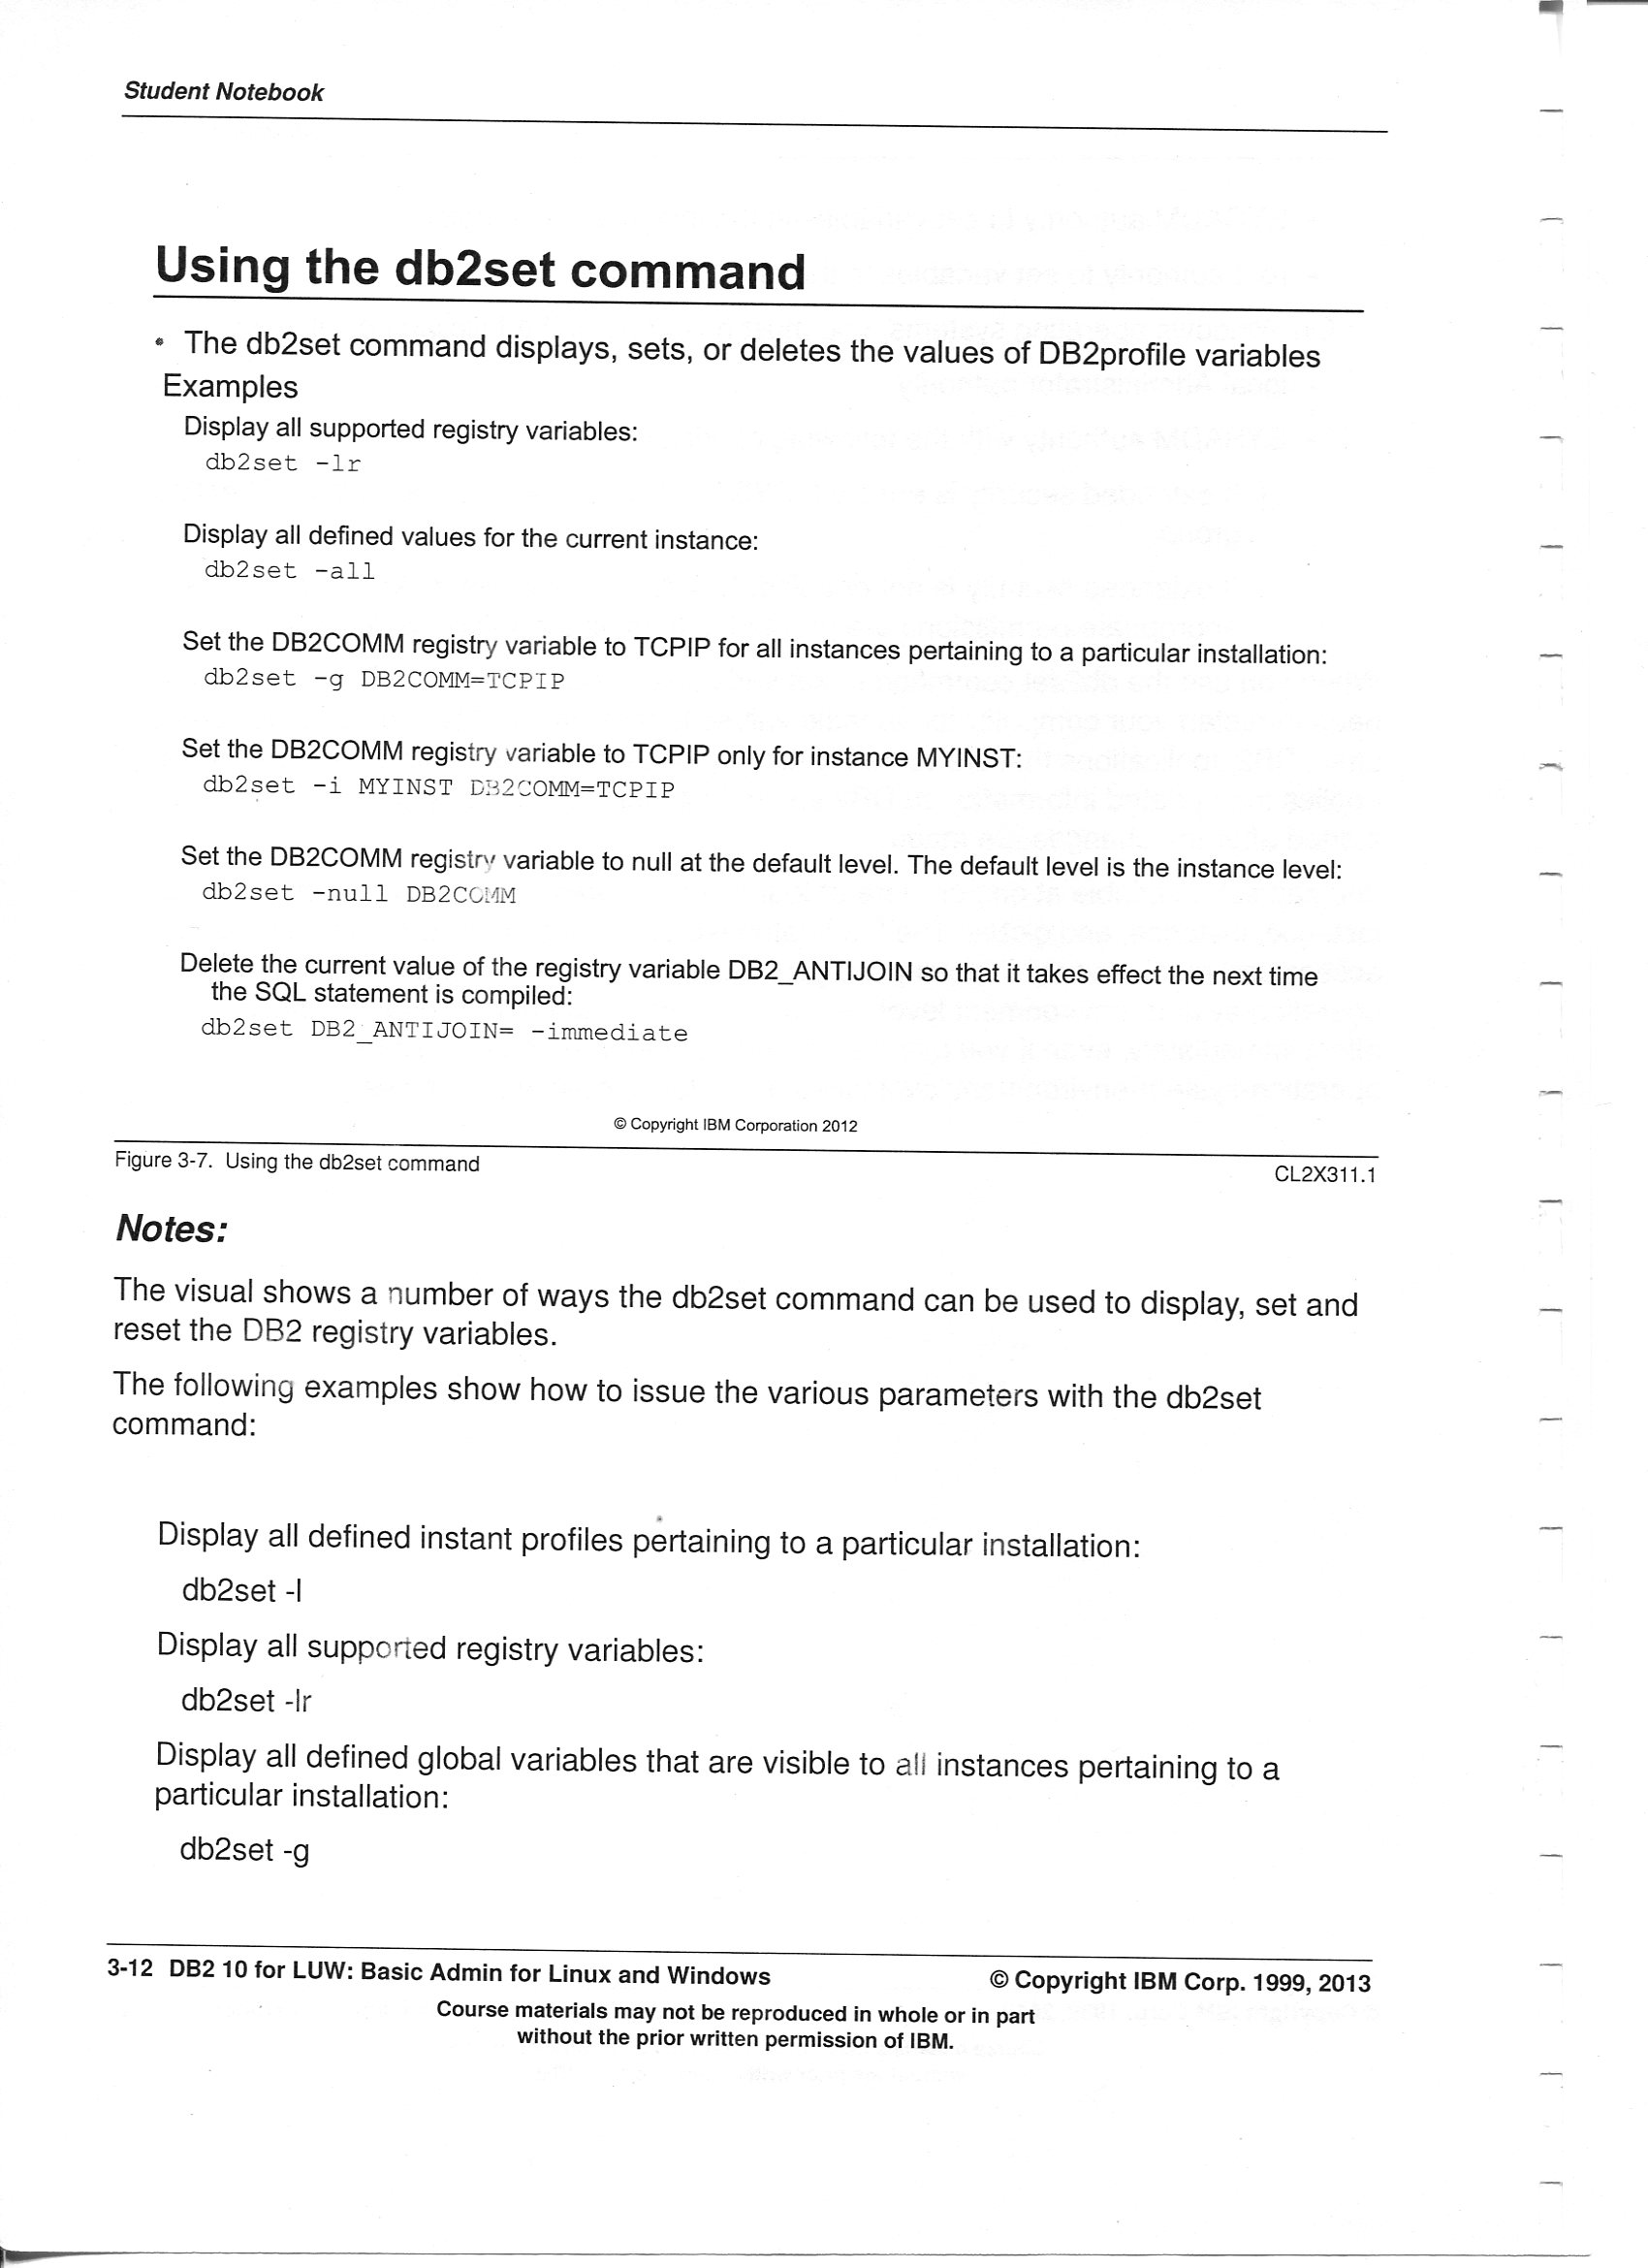 Student Notebook
Using the db2set command
• The db2set command displays, sets, or deletes the values of DB2profile variables
Examples
Display all supported registry variables:
db2set -lr
Display all defined values for the current instance:
db2set -all
Set the DB2COMM registry variable to TCPIP for all instances pertaining to a particular installation:
db2set -g DB2COMM=TCPIP
Set the DB2COMM registry variable to TCPIP only for instance MYINST:
db2set -i MYINST DB2COMM=TCPIP
Set the DB2COMM registry variable to null at the default level. The default level is the instance level:
db2set -null DB2COMM
Delete the current value of the registry variable DB2_ANTIJOIN so that it takes effect the next time
the SQL statement is compiled:
db2set DB2_ANTIJOIN= -immediate
© Copyright IBM Corporation 2012
Figure 3-7. Using the db2set command
CL2X311.1
Notes:
The visual shows a number of ways the db2set command can be used to display, set and
reset the DB2 registry variables.
The following examples show how to issue the various parameters with the db2set
command:
Display all defined instant profiles pertaining to a particular installation:
db2set -l
Display all supported registry variables:
db2set -lr
Display all defined global variables that are visible to all instances pertaining to a
particular installation:
db2set -g
3-12 DB2 10 for LUW: Basic Admin for Linux and Windows
© Copyright IBM Corp. 1999, 2013
Course materials may not be reproduced in whole or in part
without the prior written permission of IBM.